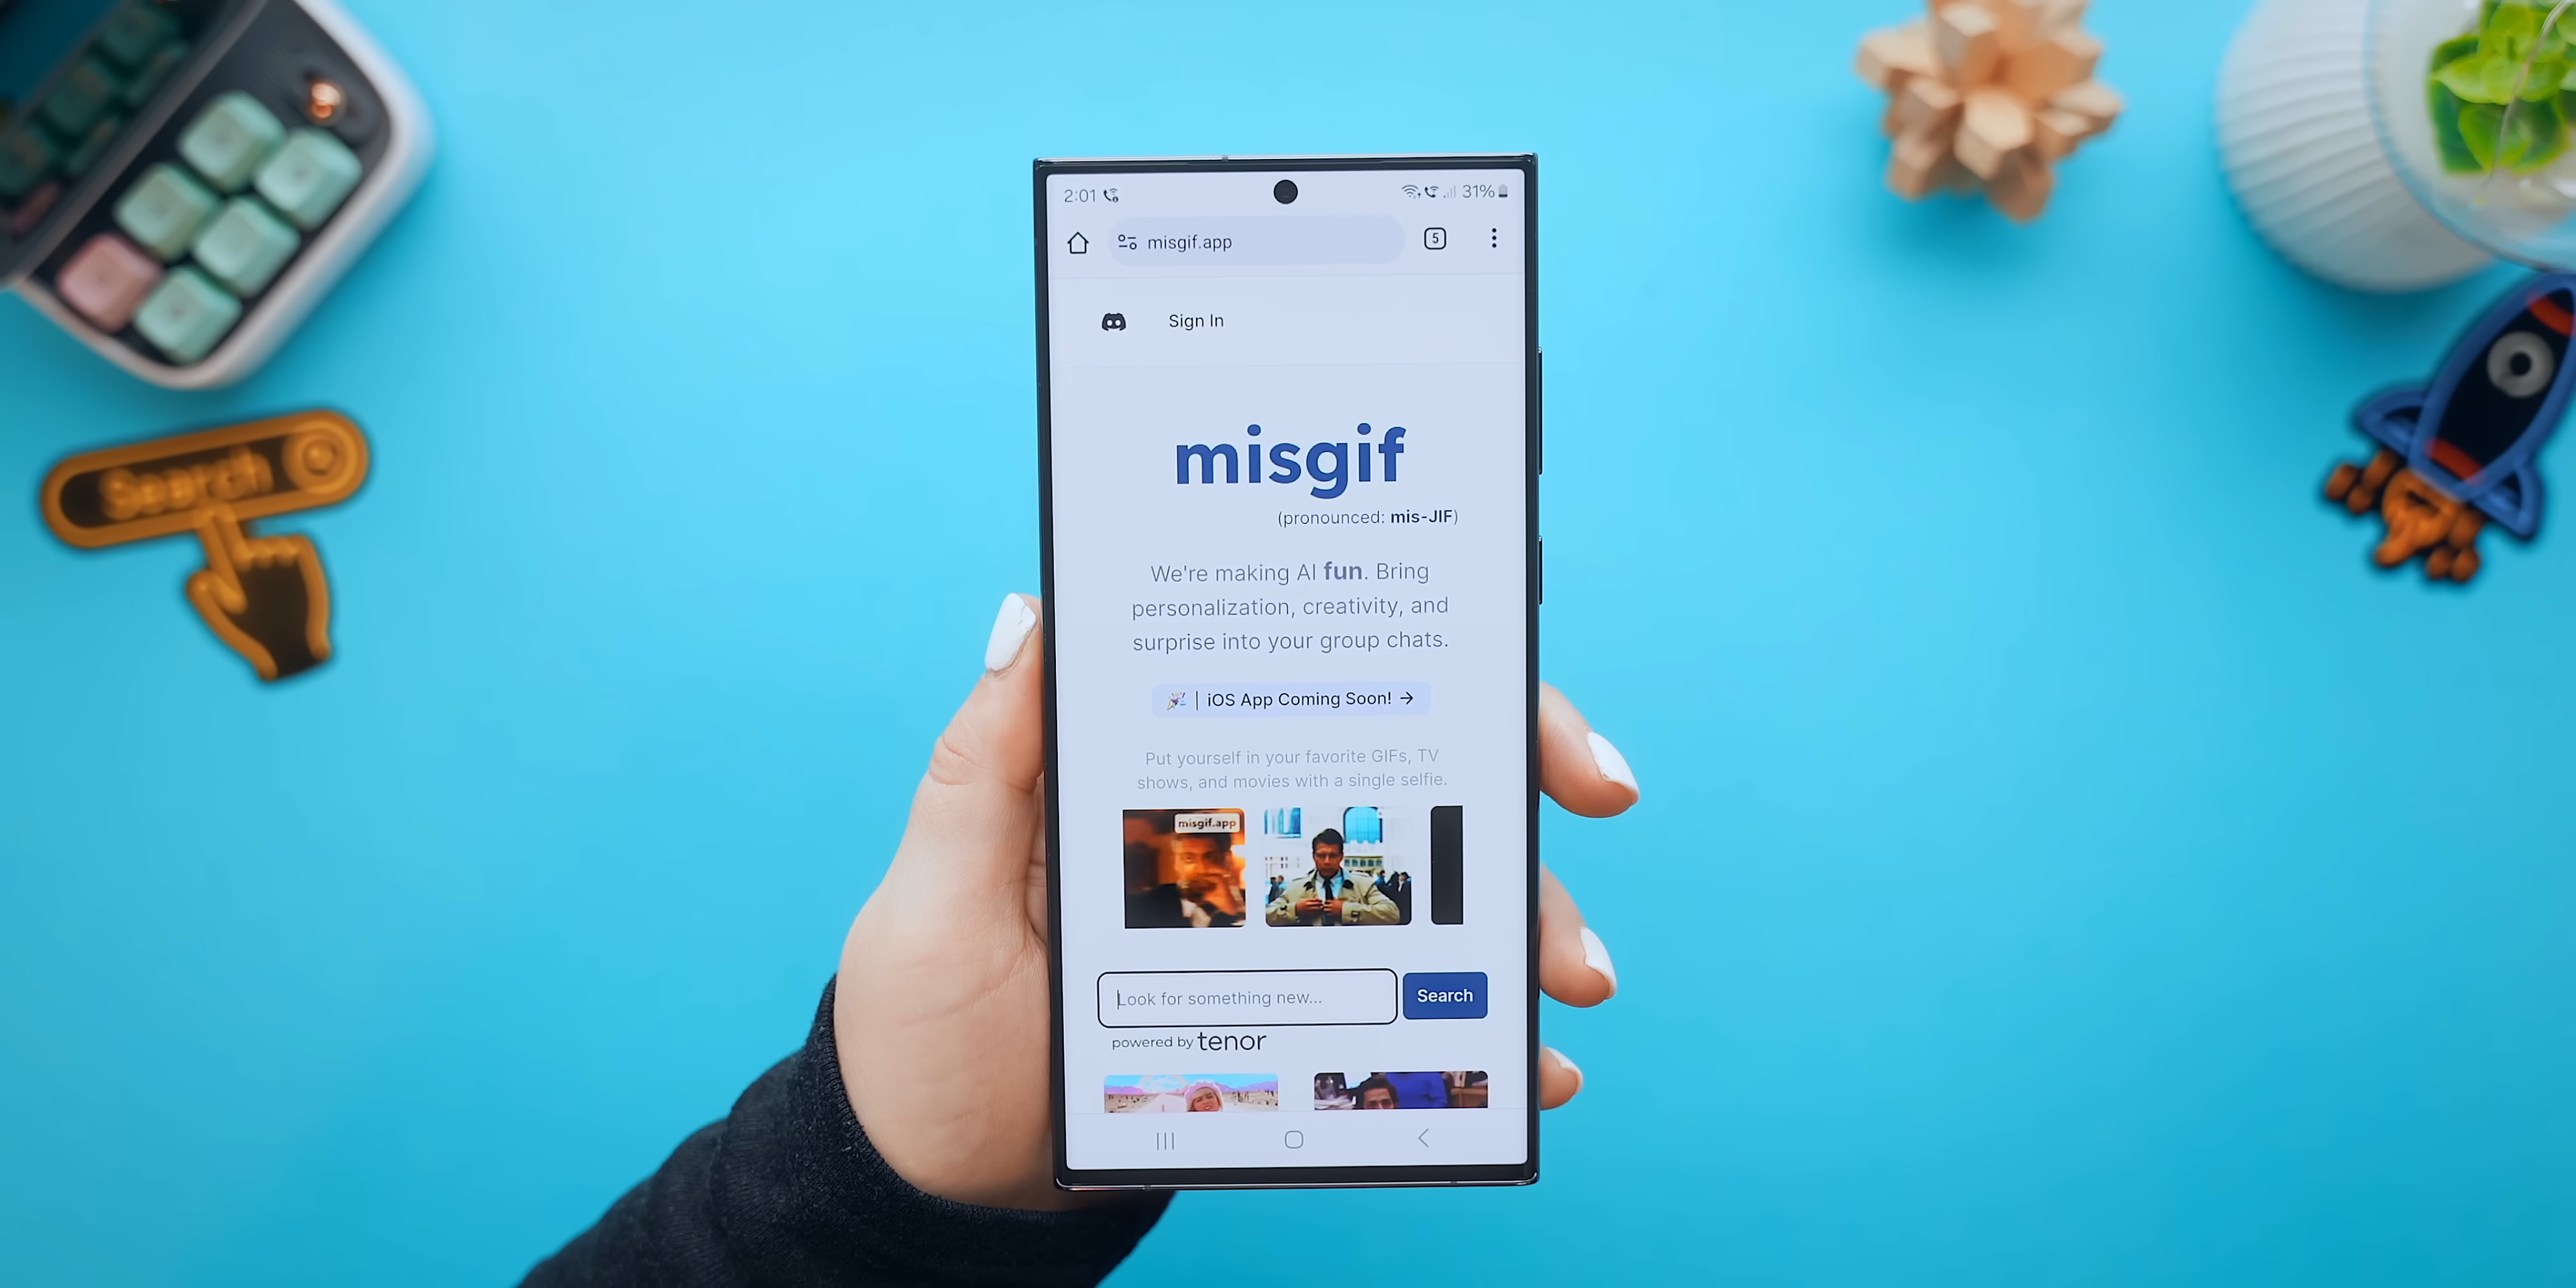 2:01
31%
misgif.app
5
Sign In
misgif
(pronounced: mis-JIF)
We're making AI fun. Bring
personalization, creativity, and
surprise into your group chats.
iOS App Coming Soon! →
Put yourself in your favorite GIFs, TV
shows, and movies with a single selfie.
misgif.app
Look for something new...
Search
powered by tenor
Search